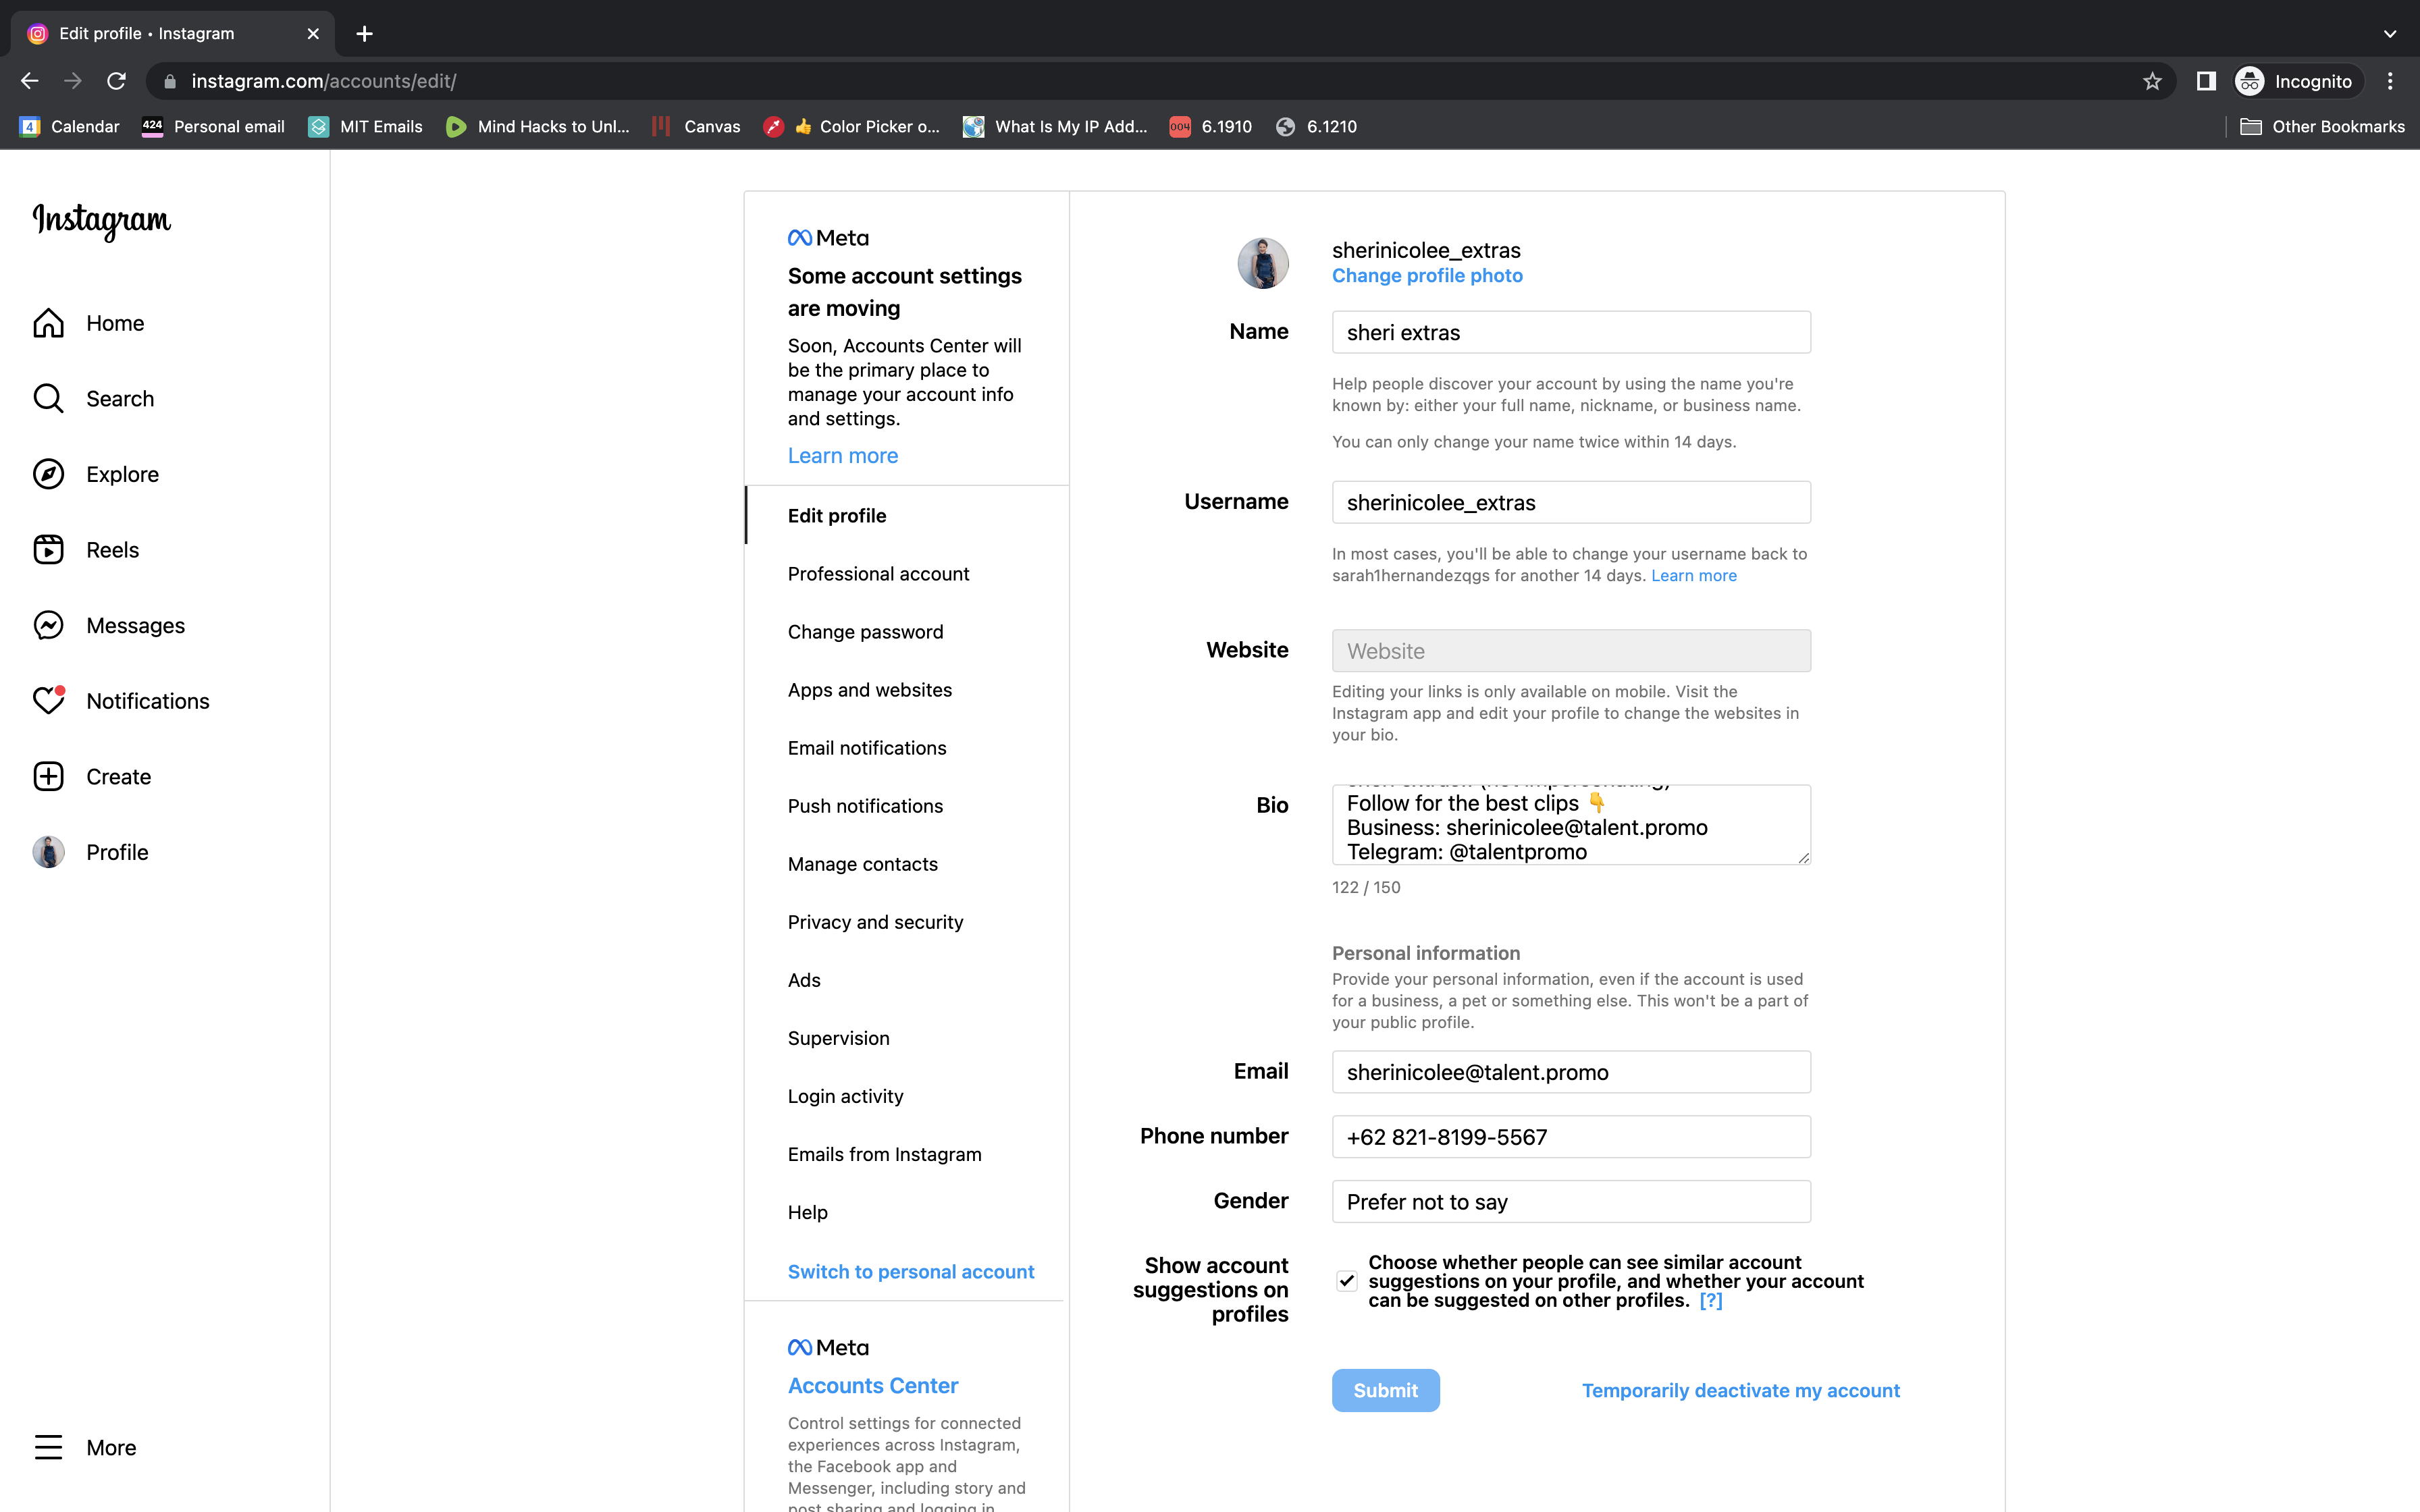 Edit profile • Instagram
instagram.com/accounts/edit/
Incognito
4 Calendar
424 Personal email
MIT Emails
Mind Hacks to Unl...
Canvas
👍 Color Picker o...
What Is My IP Add...
004 6.1910
6.1210
Other Bookmarks
Instagram
Home
Search
Explore
Reels
Messages
Notifications
Create
Profile
More
Meta
Some account settings
are moving
Soon, Accounts Center will
be the primary place to
manage your account info
and settings.
Learn more
Edit profile
Professional account
Change password
Apps and websites
Email notifications
Push notifications
Manage contacts
Privacy and security
Ads
Supervision
Login activity
Emails from Instagram
Help
Switch to personal account
Meta
Accounts Center
Control settings for connected
experiences across Instagram,
the Facebook app and
Messenger, including story and
post sharing and logging in.
sherinicolee_extras
Change profile photo
Name
sheri extras
Help people discover your account by using the name you're
known by: either your full name, nickname, or business name.
You can only change your name twice within 14 days.
Username
sherinicolee_extras
In most cases, you'll be able to change your username back to
sarah1hernandezqgs for another 14 days. Learn more
Website
Website
Editing your links is only available on mobile. Visit the
Instagram app and edit your profile to change the websites in
your bio.
Bio
Follow for the best clips 👇
Business: sherinicolee@talent.promo
Telegram: @talentpromo
122 / 150
Personal information
Provide your personal information, even if the account is used
for a business, a pet or something else. This won't be a part of
your public profile.
Email
sherinicolee@talent.promo
Phone number
+62 821-8199-5567
Gender
Prefer not to say
Show account
suggestions on
profiles
Choose whether people can see similar account
suggestions on your profile, and whether your account
can be suggested on other profiles. [?]
Submit
Temporarily deactivate my account